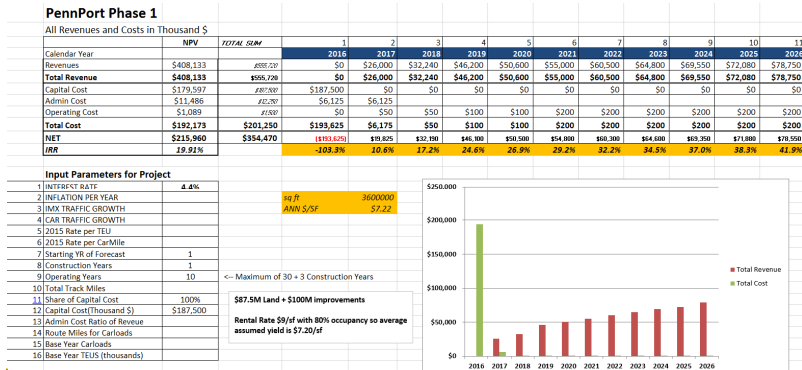 PennPort Phase 1
All Revenues and Costs in Thousand $
NPV TOTAL SUM 1 2 3 4 5 6 7 8 9 10 11
Calendar Year 2016 2017 2018 2019 2020 2021 2022 2023 2024 2025 2026
Revenues $408,133 $555,720 $0 $26,000 $32,240 $46,200 $50,600 $55,000 $60,500 $64,800 $69,550 $72,080 $78,750
Total Revenue $408,133 $555,720 $0 $26,000 $32,240 $46,200 $50,600 $55,000 $60,500 $64,800 $69,550 $72,080 $78,750
Capital Cost $179,597 $187,500 $187,500 $0 $0 $0 $0 $0 $0 $0 $0 $0 $0
Admin Cost $11,486 $12,250 $6,125 $6,125
Operating Cost $1,089 $1,500 $0 $50 $50 $100 $100 $200 $200 $200 $200 $200 $200
Total Cost $192,173 $201,250 $193,625 $6,175 $50 $100 $100 $200 $200 $200 $200 $200 $200
NET $215,960 $354,470 ($193,625) $19,825 $32,190 $46,100 $50,500 $54,800 $60,300 $64,600 $69,350 $71,880 $78,550
IRR 19.91% -103.3% 10.6% 17.2% 24.6% 26.9% 29.2% 32.2% 34.5% 37.0% 38.3% 41.9%
Input Parameters for Project
1 INTEREST RATE 4.4%
2 INFLATION PER YEAR
3 IMX TRAFFIC GROWTH
4 CAR TRAFFIC GROWTH
5 2015 Rate per TEU
6 2015 Rate per CarMile
7 Starting YR of Forecast 1
8 Construction Years 1
9 Operating Years 10 <-- Maximum of 30 + 3 Construction Years
10 Total Track Miles
11 Share of Capital Cost 100%
12 Capital Cost(Thousand $) $187,500
13 Admin Cost Ratio of Reveue
14 Route Miles for Carloads
15 Base Year Carloads
16 Base Year TEUS (thousands)
sq ft 3600000
ANN $/SF $7.22
$87.5M Land + $100M improvements
Rental Rate $9/sf with 80% occupancy so average
assumed yield is $7.20/sf
$250.000
$200,000
$150,000
$100,000
$50,000
$0
2016 2017 2018 2019 2020 2021 2022 2023 2024 2025 2026
Total Revenue
Total Cost